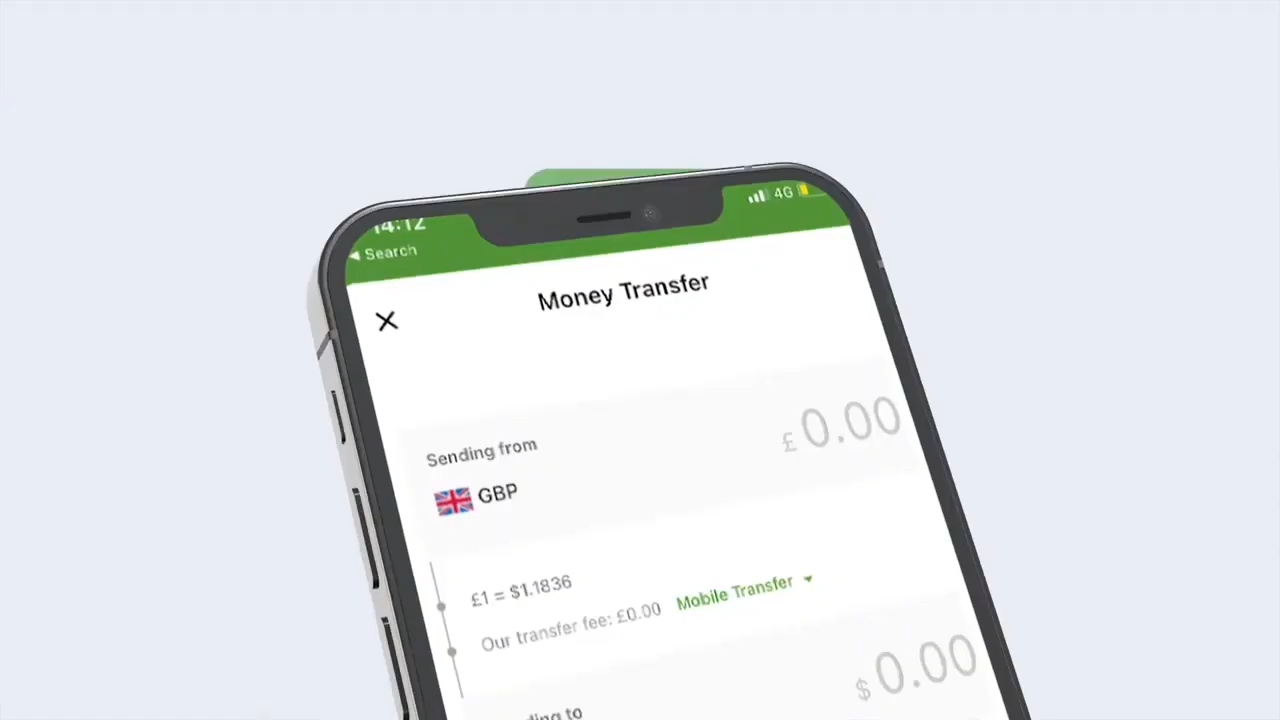 14:12
4G
Search
Money Transfer
Sending from
£ 0.00
GBP
£1 = $1.1836
Our transfer fee: £0.00 Mobile Transfer
$ 0.00
to